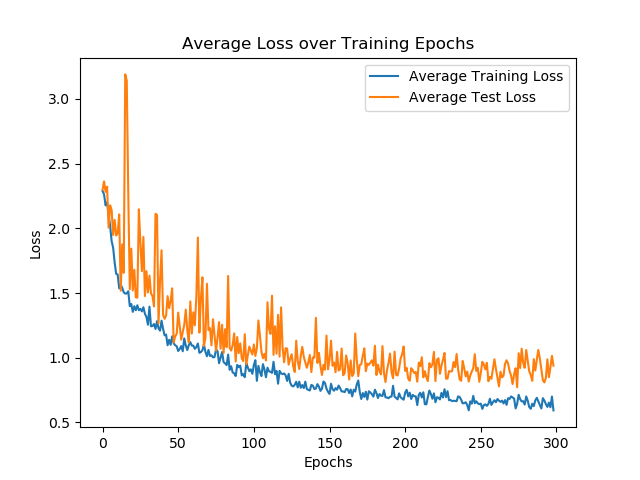 Average Loss over Training Epochs
Average Training Loss
Average Test Loss
Loss
3.0
2.5
2.0
1.5
1.0
0.5
0
50
100
150
200
250
300
Epochs